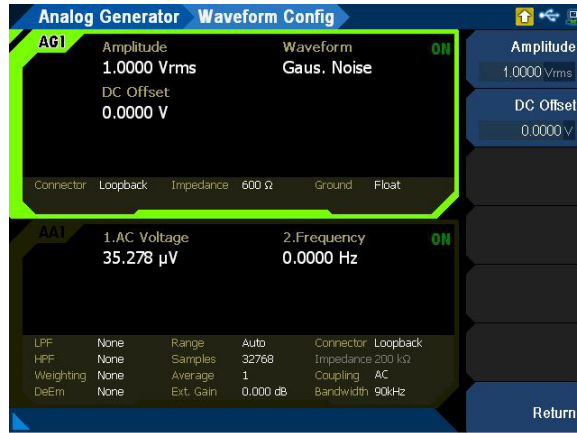 Analog Generator Waveform Config
AG1
Amplitude Waveform ON
1.0000 Vrms Gaus. Noise
DC Offset
0.0000 V
Connector Loopback Impedance 600 Ω Ground Float
AA1
1.AC Voltage 2.Frequency ON
35.278 µV 0.0000 Hz
LPF None Range Auto Connector Loopback
HPF None Samples 32768 Impedance 200 kΩ
Weighting None Average 1 Coupling AC
DeEm None Ext. Gain 0.000 dB Bandwidth 90kHz
Amplitude
1.0000 Vrms
DC Offset
0.0000 V
Return